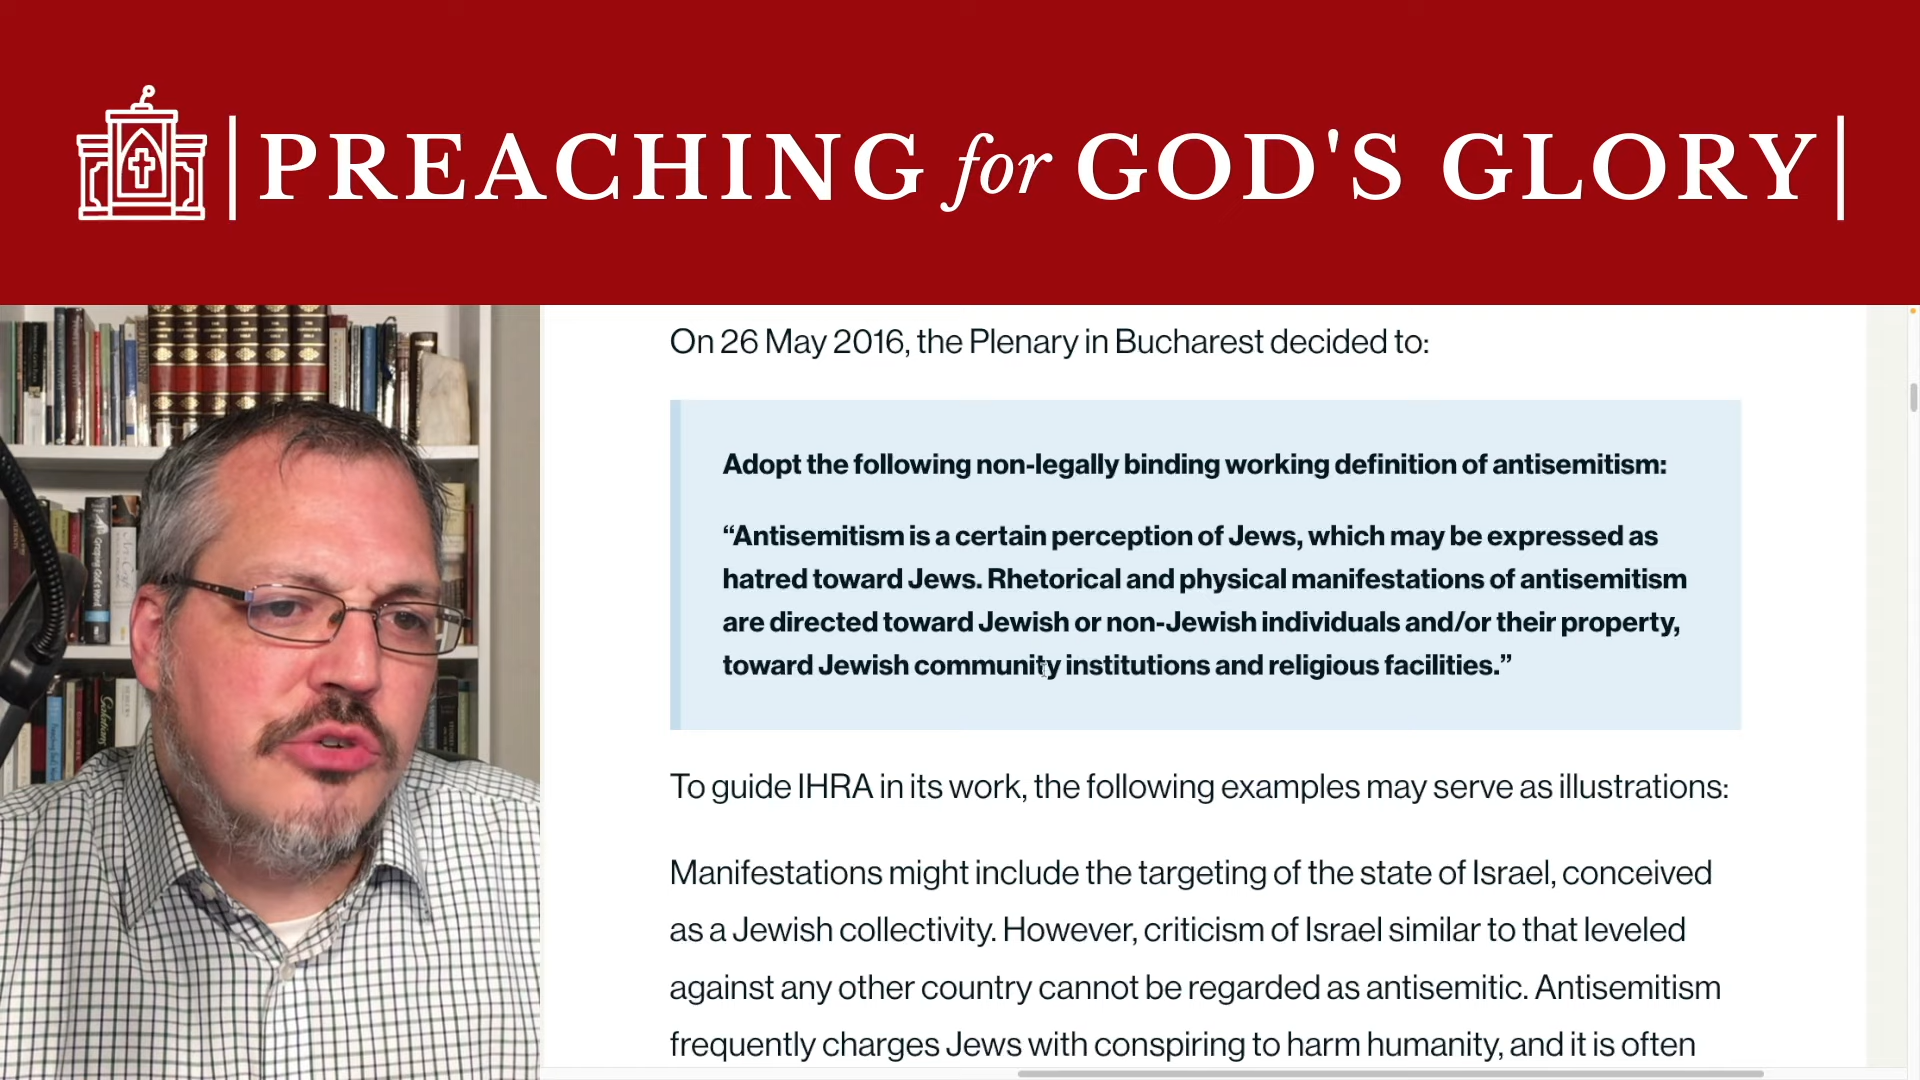 PREACHING for GOD'S GLORY
On 26 May 2016, the Plenary in Bucharest decided to:
Adopt the following non-legally binding working definition of antisemitism:
“Antisemitism is a certain perception of Jews, which may be expressed as
hatred toward Jews. Rhetorical and physical manifestations of antisemitism
are directed toward Jewish or non-Jewish individuals and/or their property,
toward Jewish community institutions and religious facilities.”
To guide IHRA in its work, the following examples may serve as illustrations:
Manifestations might include the targeting of the state of Israel, conceived
as a Jewish collectivity. However, criticism of Israel similar to that leveled
against any other country cannot be regarded as antisemitic. Antisemitism
frequently charges Jews with conspiring to harm humanity, and it is often